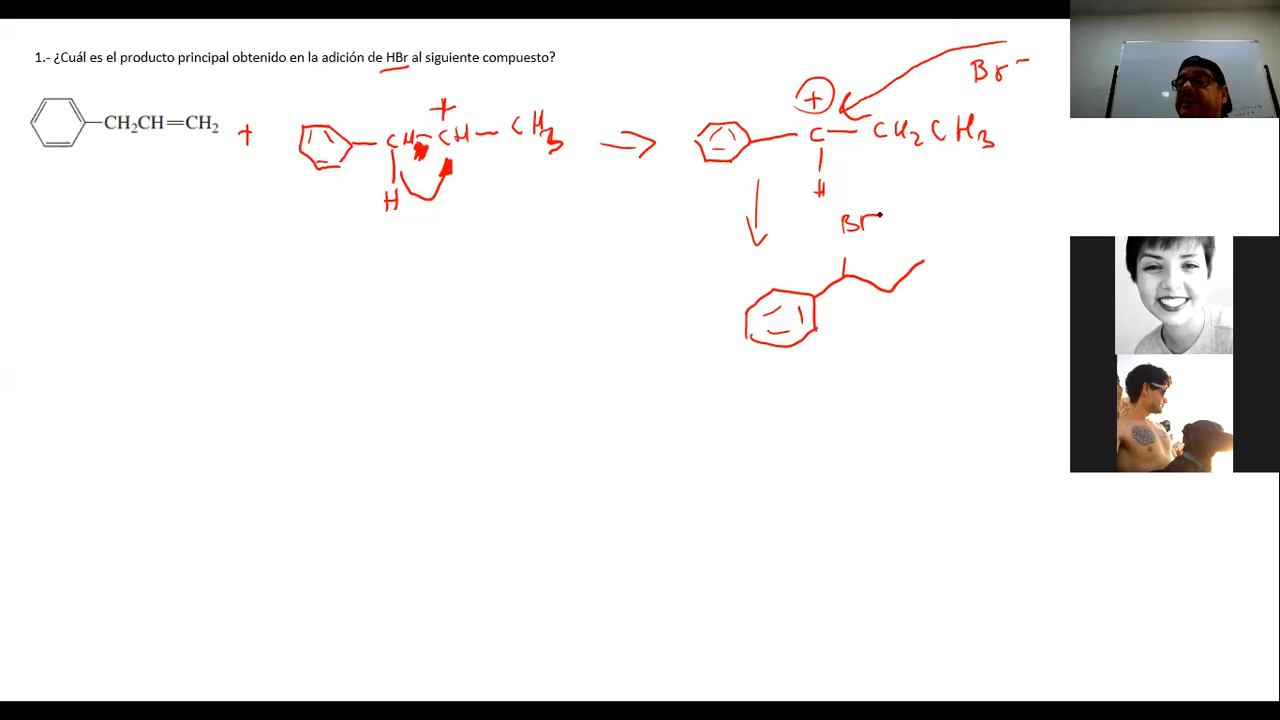 1.- ¿Cuál es el producto principal obtenido en la adición de HBr al siguiente compuesto?
Br⁻
CH₂CH=CH₂ + CH-CH-CH₃ + → C-CH₂CH₃ +
H
H
Br